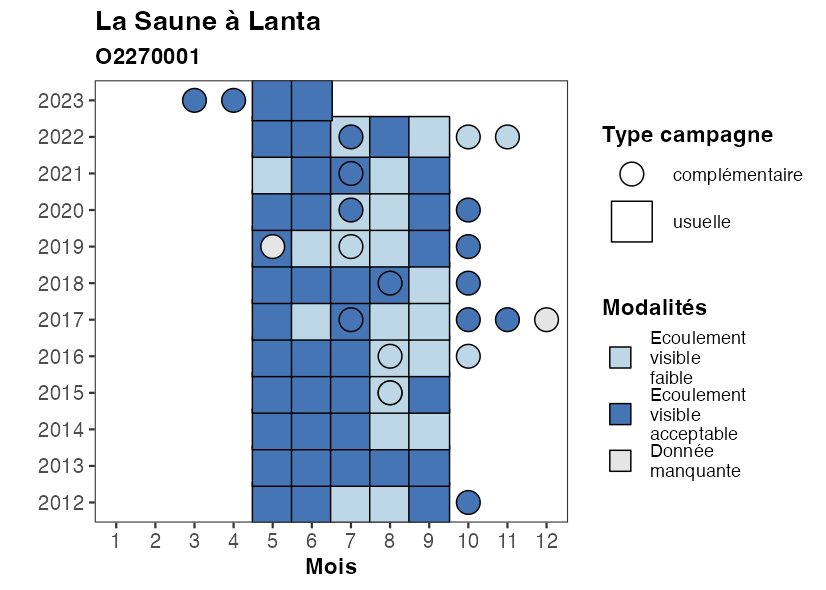 La Saune à Lanta
O2270001
2023
2022
2021
2020
2019
2018
2017
2016
2015
2014
2013
2012
1 2 3 4 5 6 7 8 9 10 11 12
Mois
Type campagne
complémentaire
usuelle
Modalités
Ecoulement
visible
faible
Ecoulement
visible
acceptable
Donnée
manquante